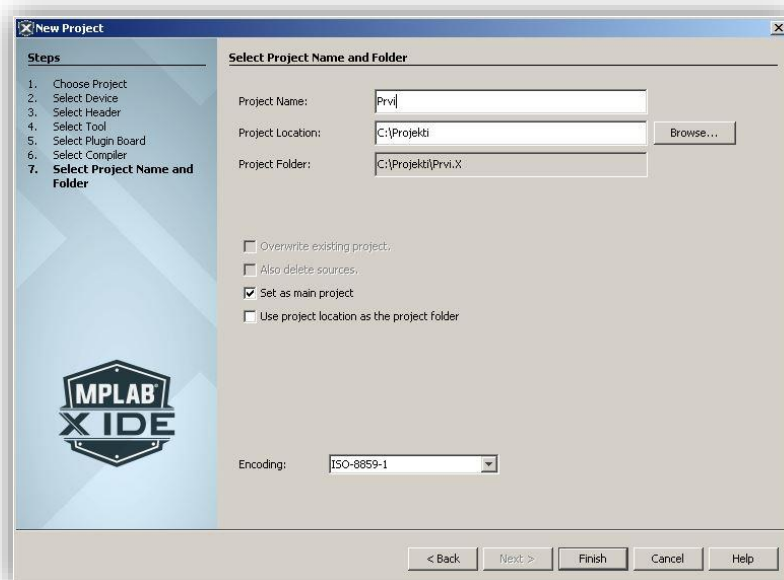 New Project
Steps
1. Choose Project
2. Select Device
3. Select Header
4. Select Tool
5. Select Plugin Board
6. Select Compiler
7. Select Project Name and
Folder
MPLAB®
X IDE
Select Project Name and Folder
Project Name: Prvi
Project Location: C:\Projekti Browse...
Project Folder: C:\Projekti\Prvi.X
Overwrite existing project.
Also delete sources.
Set as main project
Use project location as the project folder
Encoding: ISO-8859-1
< Back Next > Finish Cancel Help